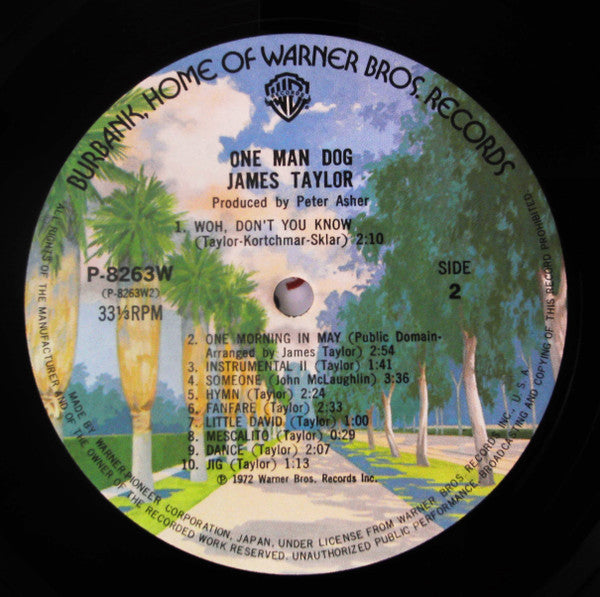 BURBANK, HOME OF WARNER BROS. RECORDS
RECORDS
ONE MAN DOG
JAMES TAYLOR
Produced by Peter Asher
1. WOH, DON'T YOU KNOW
(Taylor-Kortchmar-Sklar) 2:10
P-8263W
(P-8263W2)
33⅓RPM
SIDE
2
2. ONE MORNING IN MAY (Public Domain-
Arranged by James Taylor) 2:54
3. INSTRUMENTAL II (Taylor) 1:41
4. SOMEONE (John McLaughlin) 3:36
5. HYMN (Taylor) 2:24
6. FANFARE (Taylor) 2:33
7. LITTLE DAVID (Taylor) 1:00
8. MESCALITO (Taylor) 0:29
9. DANCE (Taylor) 2:07
10. JIG (Taylor) 1:13
℗ 1972 Warner Bros. Records Inc.
MADE BY WARNER-PIONEER CORPORATION, JAPAN, UNDER LICENSE FROM WARNER BROS. RECORDS INC., U.S.A.
ALL RIGHTS OF THE MANUFACTURER AND OF THE OWNER OF THE RECORDED WORK RESERVED. UNAUTHORIZED PUBLIC PERFORMANCE, BROADCASTING AND COPYING OF THIS RECORD PROHIBITED.